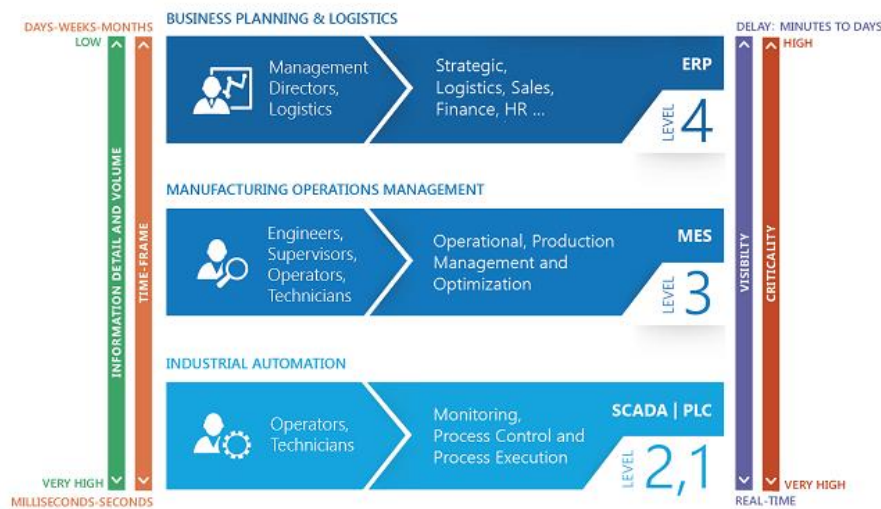 BUSINESS PLANNING & LOGISTICS
DAYS-WEEKS-MONTHS
LOW
DELAY: MINUTES TO DAYS
HIGH
Management
Directors,
Logistics
Strategic,
Logistics, Sales,
Finance, HR ...
ERP
LEVEL 4
MANUFACTURING OPERATIONS MANAGEMENT
Engineers,
Supervisors,
Operators,
Technicians
Operational, Production
Management and
Optimization
MES
LEVEL 3
INDUSTRIAL AUTOMATION
Operators,
Technicians
Monitoring,
Process Control and
Process Execution
SCADA | PLC
LEVEL 2,1
INFORMATION DETAIL AND VOLUME
TIME-FRAME
VISIBILTY
CRITICALITY
VERY HIGH
MILLISECONDS-SECONDS
VERY HIGH
REAL-TIME